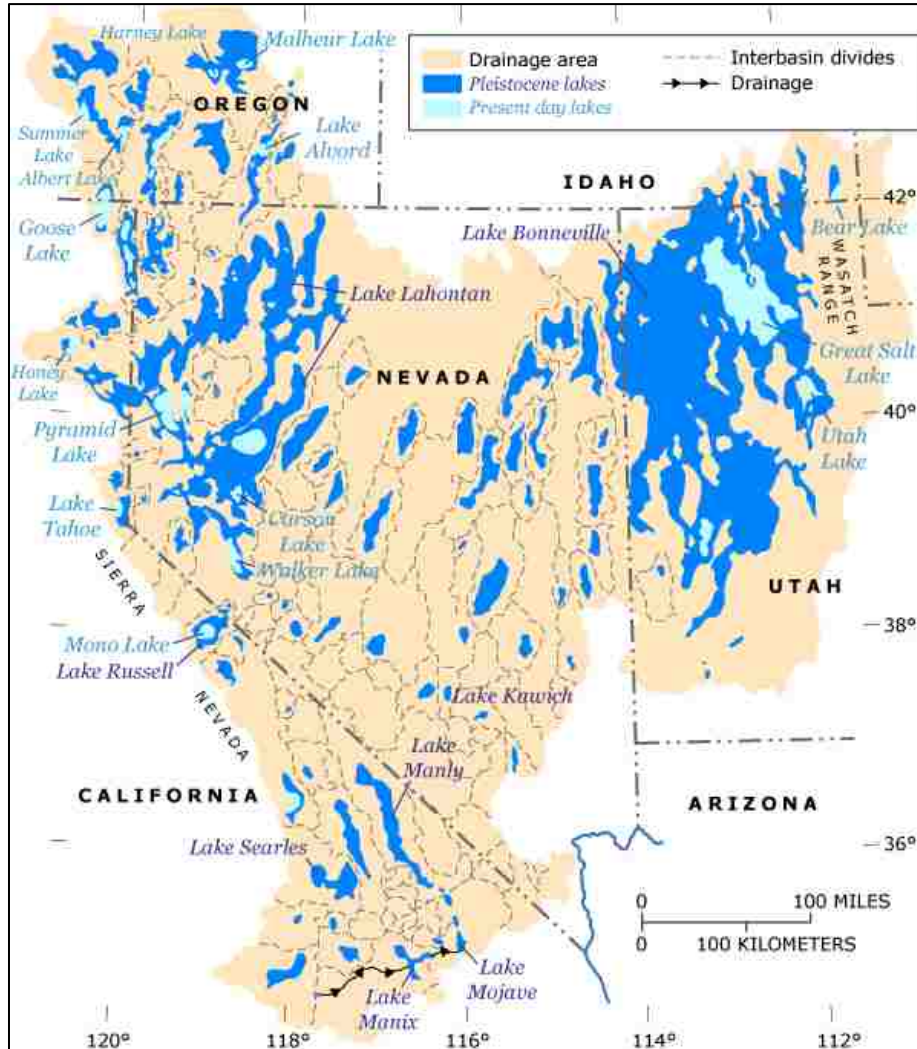 Harney Lake
Malheur Lake
Drainage area
Interbasin divides
Pleistocene lakes
Drainage
Present day lakes
OREGON
Summer
Lake
Albert Lake
Lake
Alvord
IDAHO
42°
Goose
Lake
Lake Bonneville
Bear Lake
WASATCH
RANGE
Lake Lahontan
Honey
Lake
NEVADA
Great Salt
Lake
40°
Pyramid
Lake
Utah
Lake
Lake
Tahoe
Carson
Lake
Walker Lake
SIERRA
UTAH
38°
Mono Lake
Lake Russell
NEVADA
Lake Kawich
Lake
Manly
CALIFORNIA
ARIZONA
Lake Searles
36°
0 100 MILES
0 100 KILOMETERS
Lake
Mojave
Lake
Manix
120° 118° 116° 114° 112°